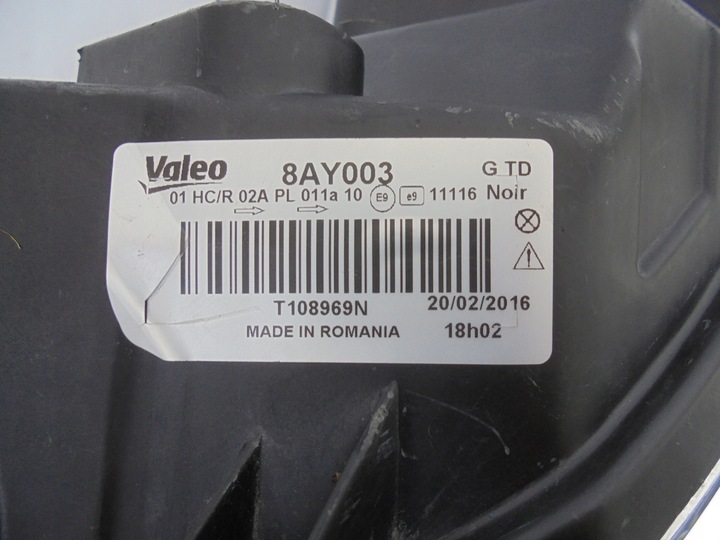 Valeo 8AY003 G TD
01 HC/R 02A PL 011a 10 E9 e9 11116 Noir
T108969N 20/02/2016
MADE IN ROMANIA 18h02